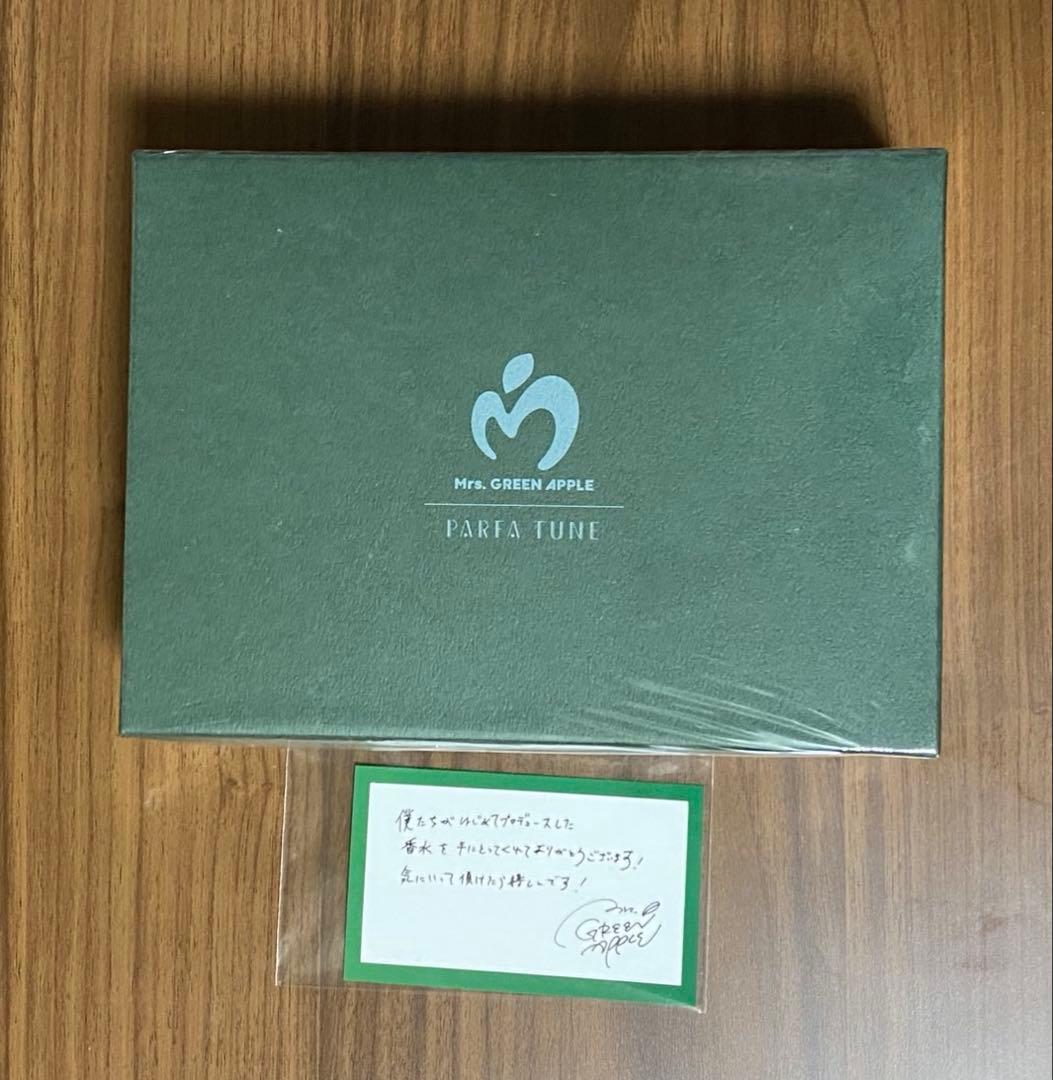 Mrs. GREEN APPLE
PARFA TUNE
僕たちがはじめてプロデュースした
香水を手にとってくれてありがとうございます!
気にいって頂けたら嬉しいです!
Mrs.
GREEN
APPLE